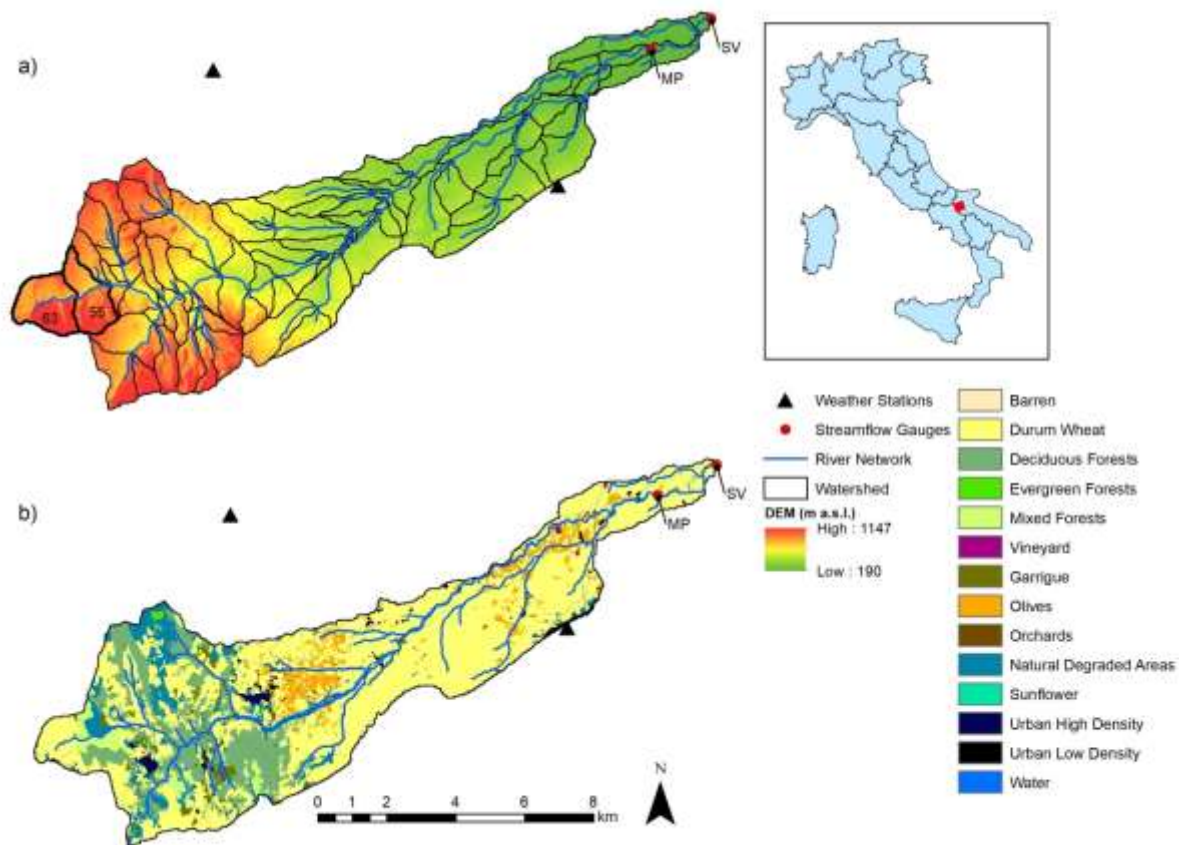 a)
SV
MP
63
55
Weather Stations
Streamflow Gauges
River Network
Watershed
DEM (m a.s.l.)
High : 1147
Low : 190
Barren
Durum Wheat
Deciduous Forests
Evergreen Forests
Mixed Forests
Vineyard
Garrigue
Olives
Orchards
Natural Degraded Areas
Sunflower
Urban High Density
Urban Low Density
Water
b)
SV
MP
N
0 1 2 4 6 8
km